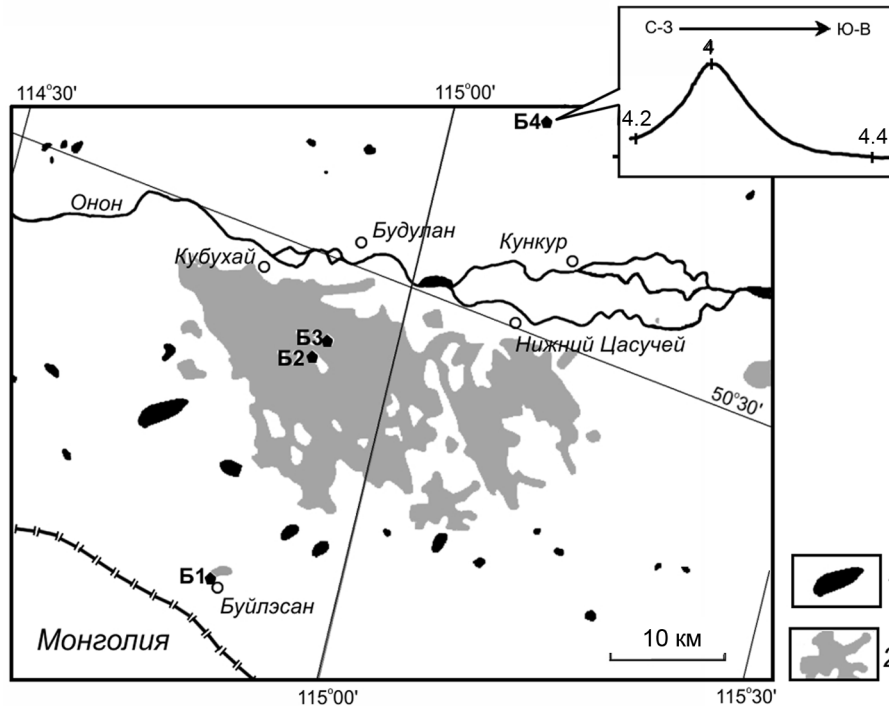 С-З Ю-В
4
4.2
4.4
114°30'
115°00'
Б4
Онон
Будулан
Кункур
Кубухай
Б3
Б2
Нижний Цасучей
50°30'
Б1
Буйлэсан
Монголия
10 км
2
115°00'
115°30'